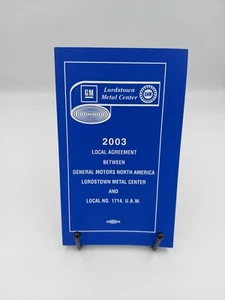 GM
Lordstown
Metal Center
2003
LOCAL AGREEMENT
BETWEEN
GENERAL MOTORS NORTH AMERICA
LORDSTOWN METAL CENTER
AND
LOCAL NO. 1714, U.A.W.